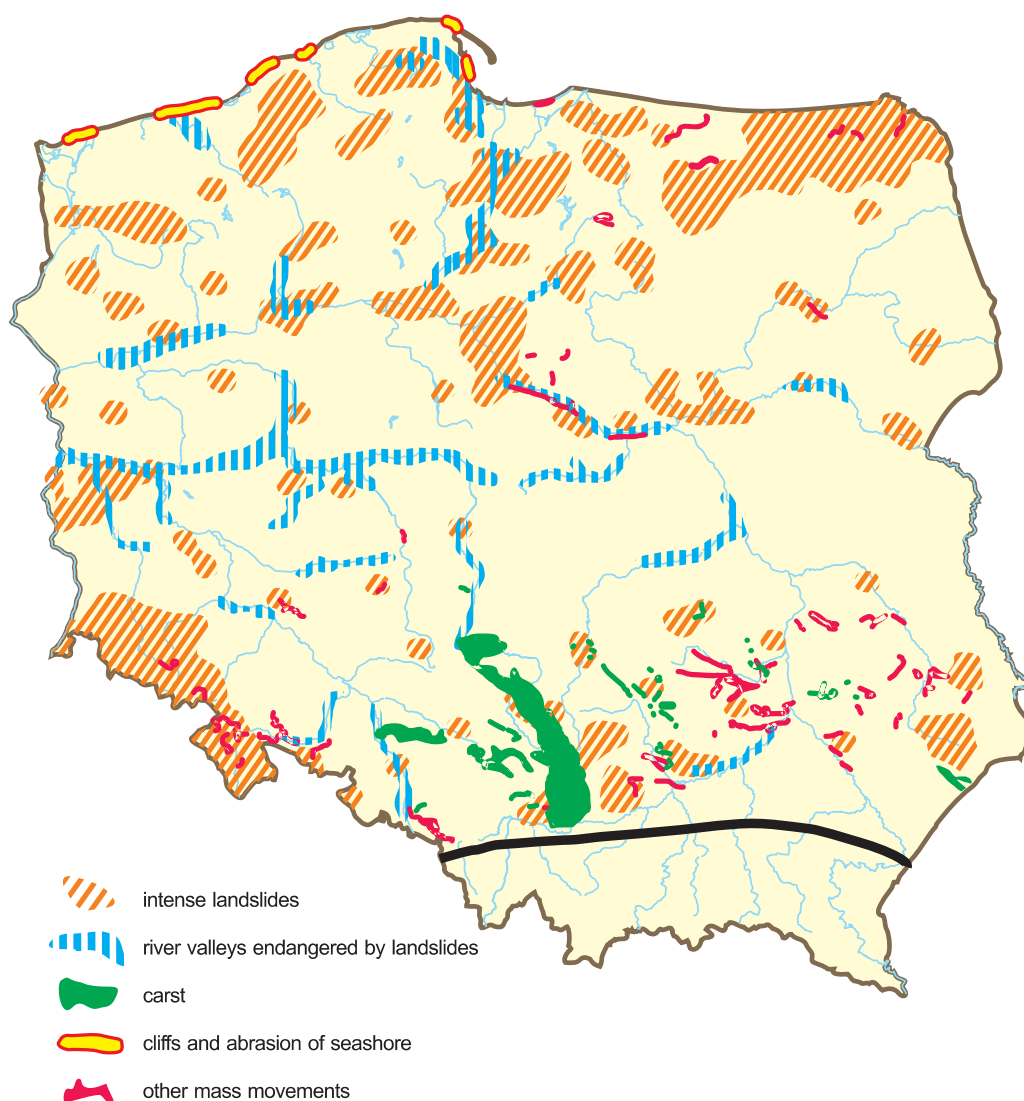 intense landslides
river valleys endangered by landslides
carst
cliffs and abrasion of seashore
other mass movements